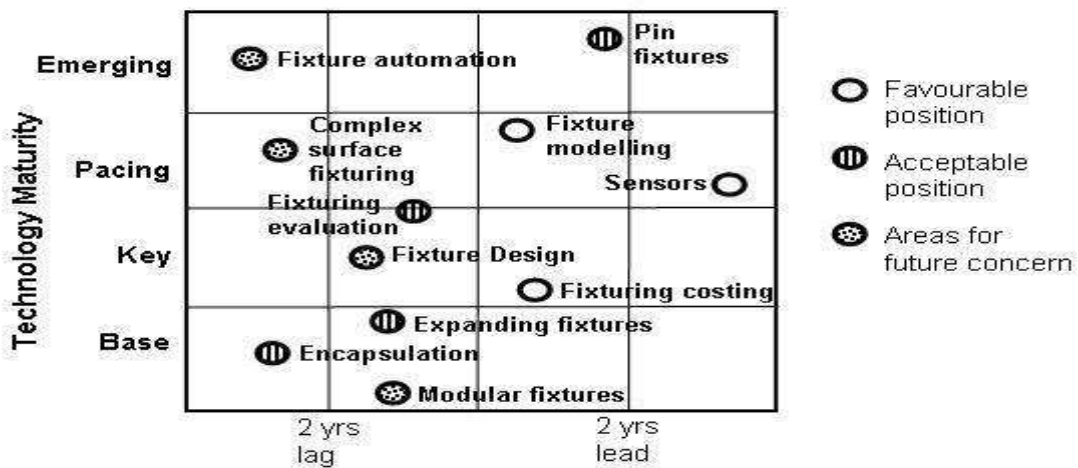 Technology Maturity
Emerging
Pacing
Key
Base
Fixture automation
Pin
fixtures
Complex
surface
fixturing
Fixture
modelling
Sensors
Fixturing
evaluation
Fixture Design
Fixturing costing
Expanding fixtures
Encapsulation
Modular fixtures
2 yrs
lag
2 yrs
lead
Favourable
position
Acceptable
position
Areas for
future concern